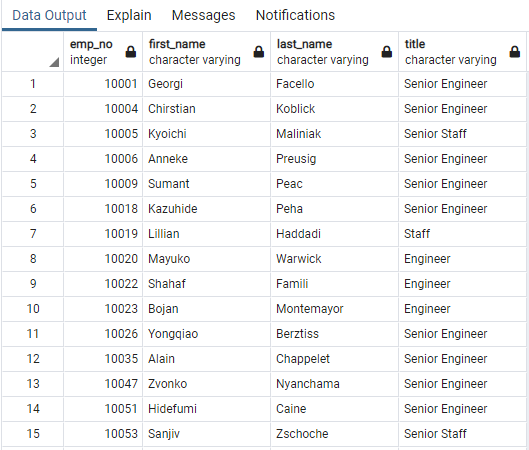 Data Output Explain Messages Notifications
emp_no first_name last_name title
integer character varying character varying character varying
1 10001 Georgi Facello Senior Engineer
2 10004 Chirstian Koblick Senior Engineer
3 10005 Kyoichi Maliniak Senior Staff
4 10006 Anneke Preusig Senior Engineer
5 10009 Sumant Peac Senior Engineer
6 10018 Kazuhide Peha Senior Engineer
7 10019 Lillian Haddadi Staff
8 10020 Mayuko Warwick Engineer
9 10022 Shahaf Famili Engineer
10 10023 Bojan Montemayor Engineer
11 10026 Yongqiao Berztiss Senior Engineer
12 10035 Alain Chappelet Senior Engineer
13 10047 Zvonko Nyanchama Senior Engineer
14 10051 Hidefumi Caine Senior Engineer
15 10053 Sanjiv Zschoche Senior Staff